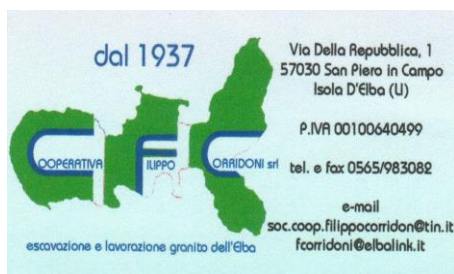 dal 1937
COOPERATIVA FILIPPO CORRIDONI srl
escavazione e lavorazione granito dell'Elba
Via Della Repubblica, 1
57030 San Piero in Campo
Isola D'Elba (LI)
P.IVA 00100640499
tel. e fax 0565/983082
e-mail
soc.coop.filippocorridon@tin.it
fcorridoni@elbalink.it